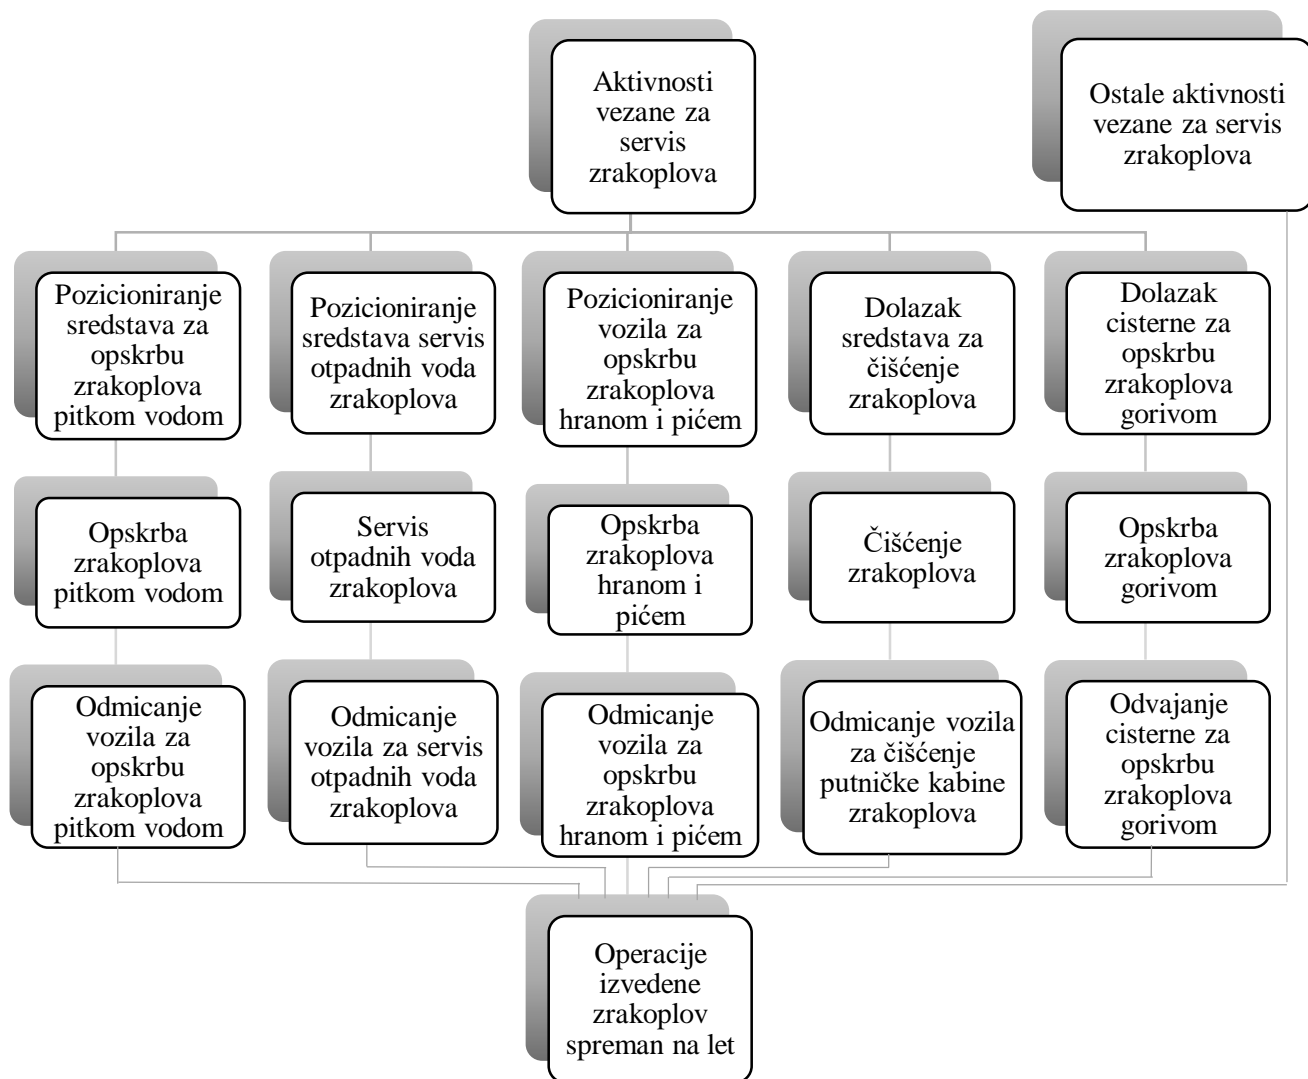 Aktivnosti
vezane za
servis
zrakoplova
Ostale aktivnosti
vezane za servis
zrakoplova
Pozicioniranje
sredstava za
opskrbu
zrakoplova
pitkom vodom
Pozicioniranje
sredstava servis
otpadnih voda
zrakoplova
Pozicioniranje
vozila za
opskrbu
zrakoplova
hranom i pićem
Dolazak
sredstava za
čišćenje
zrakoplova
Dolazak
cisterne za
opskrbu
zrakoplova
gorivom
Opskrba
zrakoplova
pitkom vodom
Servis
otpadnih voda
zrakoplova
Opskrba
zrakoplova
hranom i
pićem
Čišćenje
zrakoplova
Opskrba
zrakoplova
gorivom
Odmicanje
vozila za
opskrbu
zrakoplova
pitkom vodom
Odmicanje
vozila za servis
otpadnih voda
zrakoplova
Odmicanje
vozila za
opskrbu
zrakoplova
hranom i pićem
Odmicanje vozila
za čišćenje
putničke kabine
zrakoplova
Odvajanje
cisterne za
opskrbu
zrakoplova
gorivom
Operacije
izvedene
zrakoplov
spreman na let